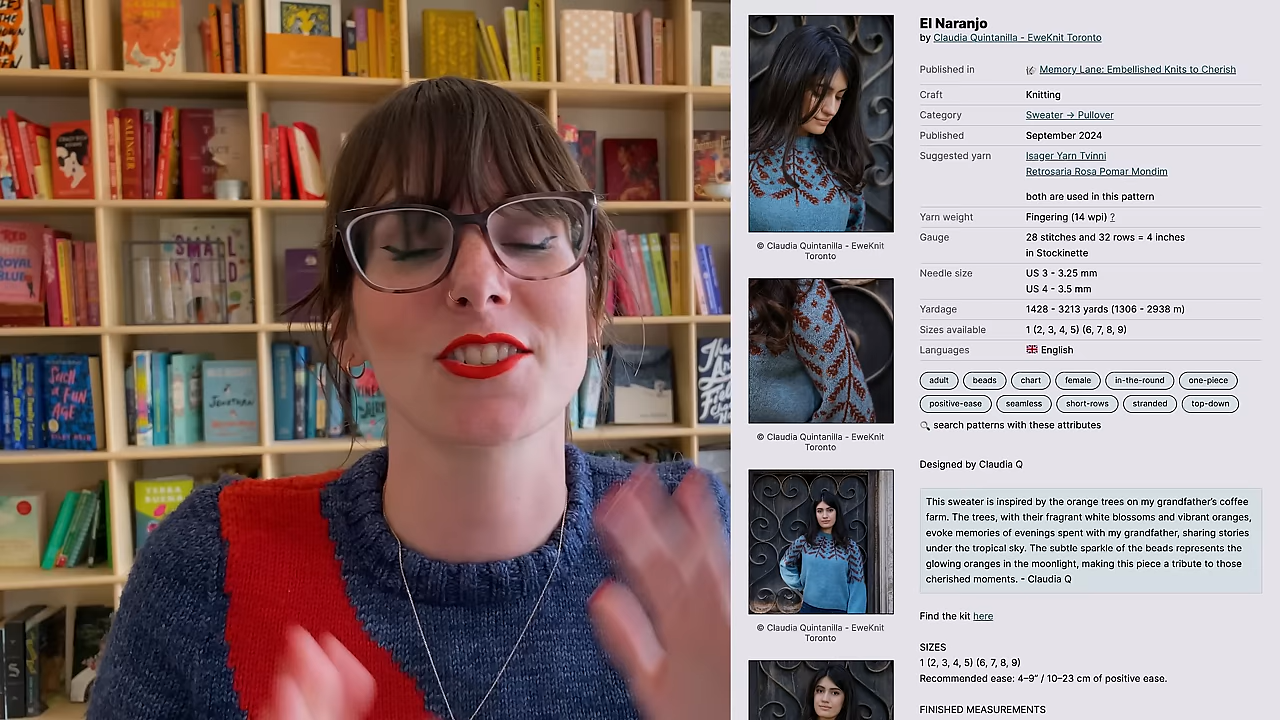 SALINGER
SMALL
RED WHITE
ROYAL
BLUE
Such
A FUN
AGE
JONATHAN
YERBA
BUENA
El Naranjo
by Claudia Quintanilla - EweKnit Toronto
Published in Memory Lane: Embellished Knits to Cherish
Craft Knitting
Category Sweater → Pullover
Published September 2024
Suggested yarn Isager Yarn Tvinni
Retrosaria Rosa Pomar Mondim
both are used in this pattern
Yarn weight Fingering (14 wpi) ?
Gauge 28 stitches and 32 rows = 4 inches
in Stockinette
Needle size US 3 - 3.25 mm
US 4 - 3.5 mm
Yardage 1428 - 3213 yards (1306 - 2938 m)
Sizes available 1 (2, 3, 4, 5) (6, 7, 8, 9)
Languages English
adult beads chart female in-the-round one-piece
positive-ease seamless short-rows stranded top-down
search patterns with these attributes
Designed by Claudia Q
This sweater is inspired by the orange trees on my grandfather's coffee
farm. The trees, with their fragrant white blossoms and vibrant oranges,
evoke memories of evenings spent with my grandfather, sharing stories
under the tropical sky. The subtle sparkle of the beads represents the
glowing oranges in the moonlight, making this piece a tribute to those
cherished moments. - Claudia Q
Find the kit here
SIZES
1 (2, 3, 4, 5) (6, 7, 8, 9)
Recommended ease: 4–9" / 10–23 cm of positive ease.
FINISHED MEASUREMENTS
© Claudia Quintanilla - EweKnit
Toronto
© Claudia Quintanilla - EweKnit
Toronto
© Claudia Quintanilla - EweKnit
Toronto